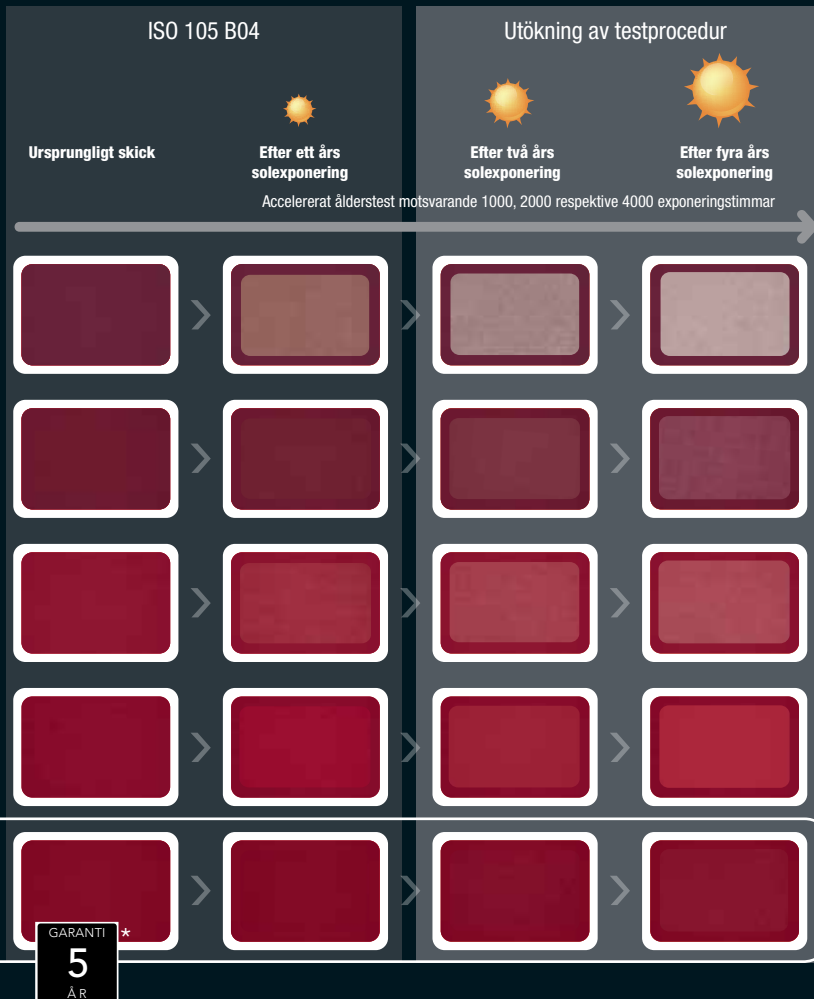 ISO 105 B04
Utökning av testprocedur
Ursprungligt skick
Efter ett års
solexponering
Efter två års
solexponering
Efter fyra års
solexponering
Accelererat ålderstest motsvarande 1000, 2000 respektive 4000 exponeringstimmar
GARANTI *
5
ÅR